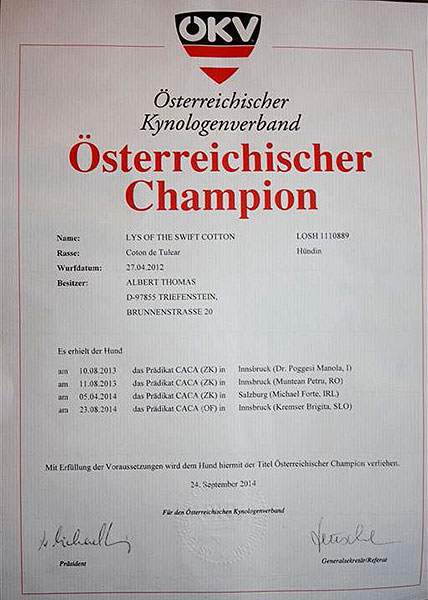 ÖKV
Österreichischer
Kynologenverband
Österreichischer
Champion
Name: LYS OF THE SWIFT COTTON LOSH 1110889
Rasse: Coton de Tulear Hündin
Wurfdatum: 27.04.2012
Besitzer: ALBERT THOMAS
D-97855 TRIEFENSTEIN,
BRUNNENSTRASSE 20
Es erhielt der Hund
am 10.08.2013 das Prädikat CACA (ZK) in Innsbruck (Dr. Poggesi Manola, I)
am 11.08.2013 das Prädikat CACA (ZK) in Innsbruck (Muntean Petru, RO)
am 05.04.2014 das Prädikat CACA (ZK) in Salzburg (Michael Forte, IRL)
am 23.08.2014 das Prädikat CACA (OF) in Innsbruck (Kremser Brigita, SLO)
Mit Erfüllung der Voraussetzungen wird dem Hund hiermit der Titel Österreichischer Champion verliehen.
24. September 2014
Für den Österreichischen Kynologenverband
Präsident Generalsekretär/Referat